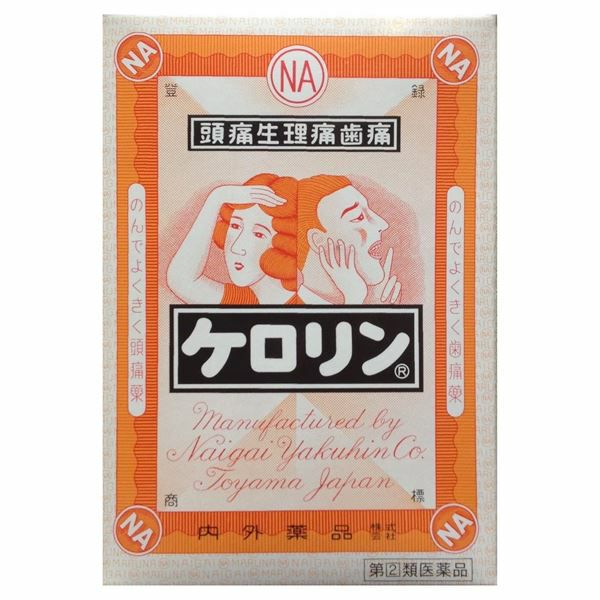 NA
NA
NA
登 録
頭痛生理痛歯痛
のんでよくきく頭痛薬
のんでよくきく歯痛薬
ケロリン®
Manufactured by
Naigai Yakuhin Co.
Toyama Japan
商 標
NA
NA
内外薬品株式会社
第②類医薬品